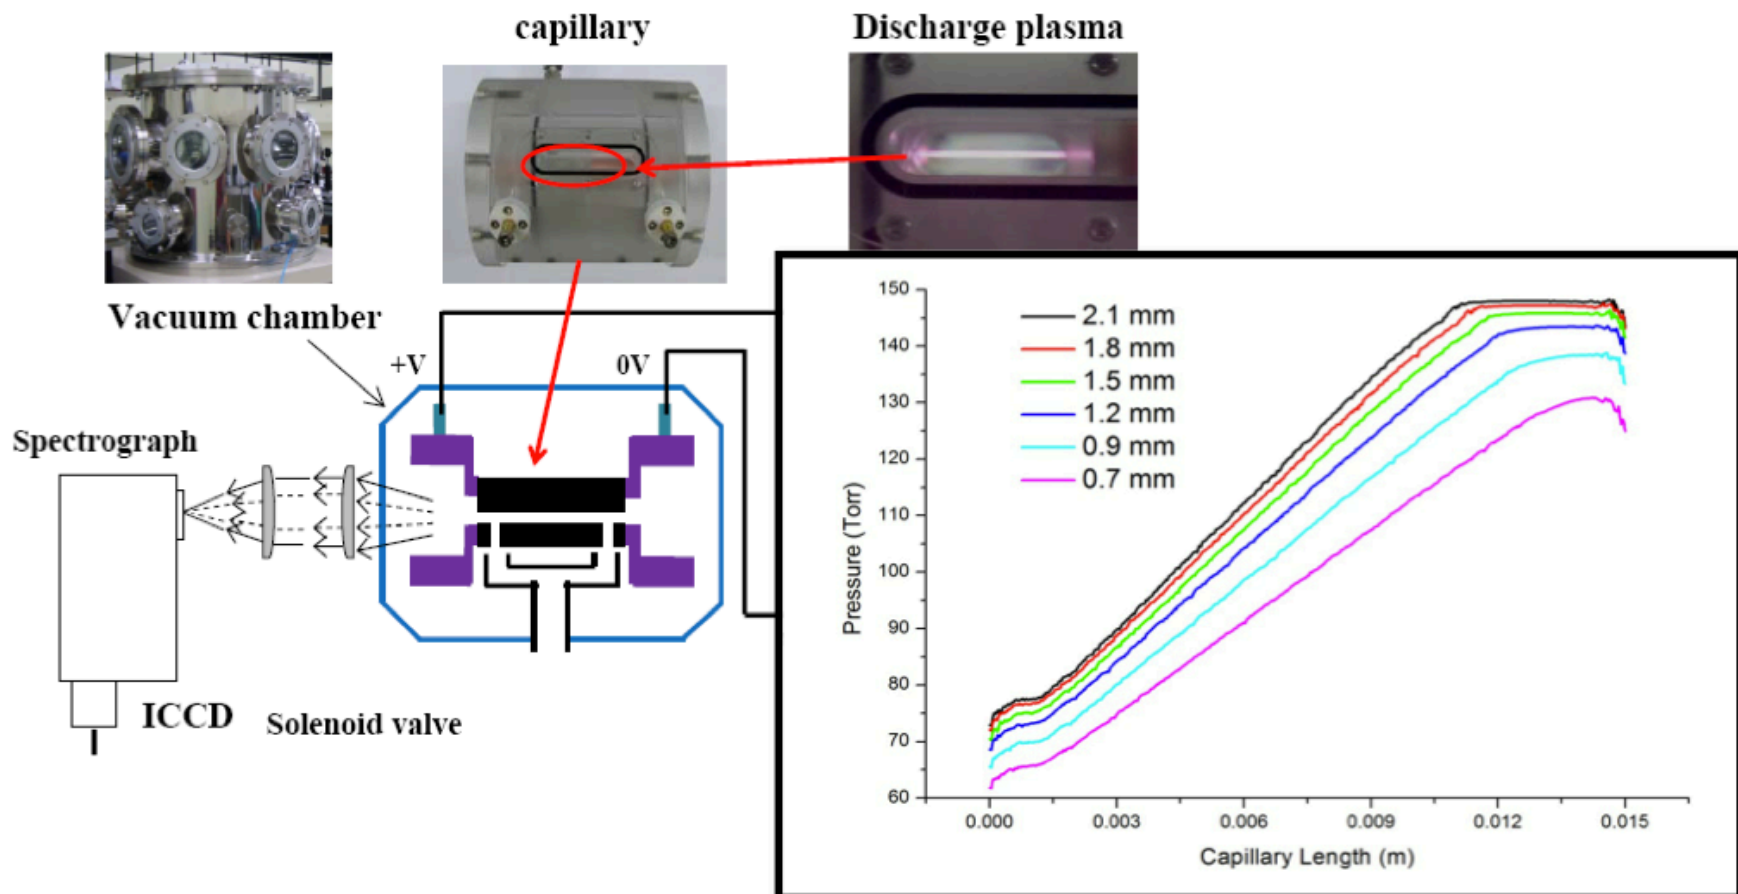 capillary
Discharge plasma
Vacuum chamber
+V
0V
Spectrograph
ICCD
Solenoid valve
150
140
130
120
110
100
90
80
70
60
Pressure (Torr)
2.1 mm
1.8 mm
1.5 mm
1.2 mm
0.9 mm
0.7 mm
0.000
0.003
0.006
0.009
0.012
0.015
Capillary Length (m)